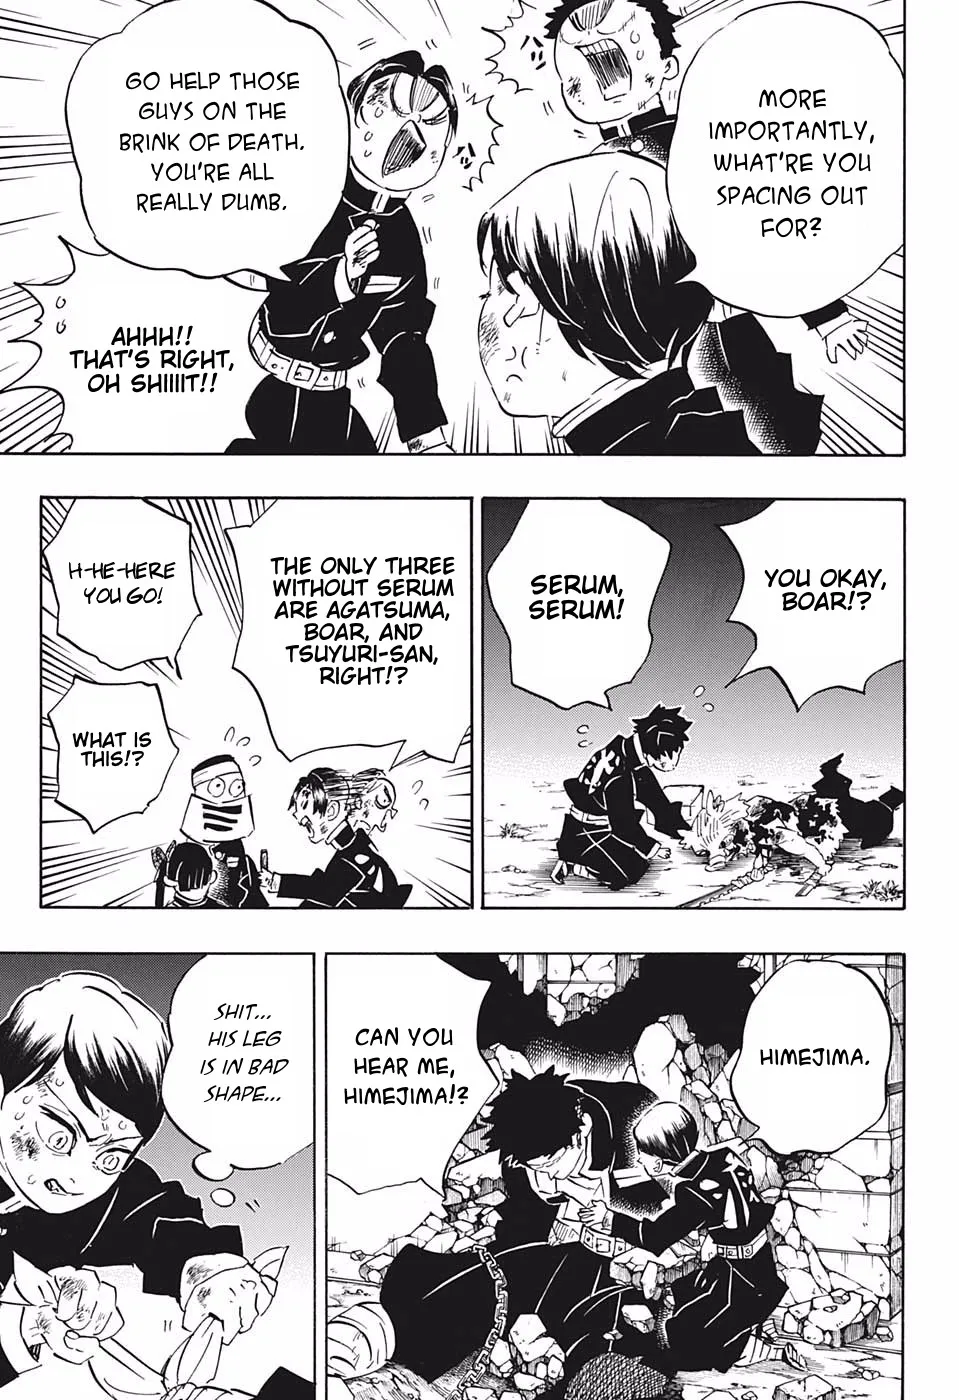 MORE
IMPORTANTLY,
WHAT'RE YOU
SPACING OUT
FOR?
GO HELP THOSE
GUYS ON THE
BRINK OF DEATH.
YOU'RE ALL
REALLY DUMB.
AHHH!!
THAT'S RIGHT,
OH SHIIIIT!!
YOU OKAY,
BOAR!?
SERUM,
SERUM!
THE ONLY THREE
WITHOUT SERUM
ARE AGATSUMA,
BOAR, AND
TSUYURI-SAN,
RIGHT!?
H-HE-HERE
YOU GO!
WHAT IS
THIS!?
HIMEJIMA.
CAN YOU
HEAR ME,
HIMEJIMA!?
SHIT...
HIS LEG
IS IN BAD
SHAPE...